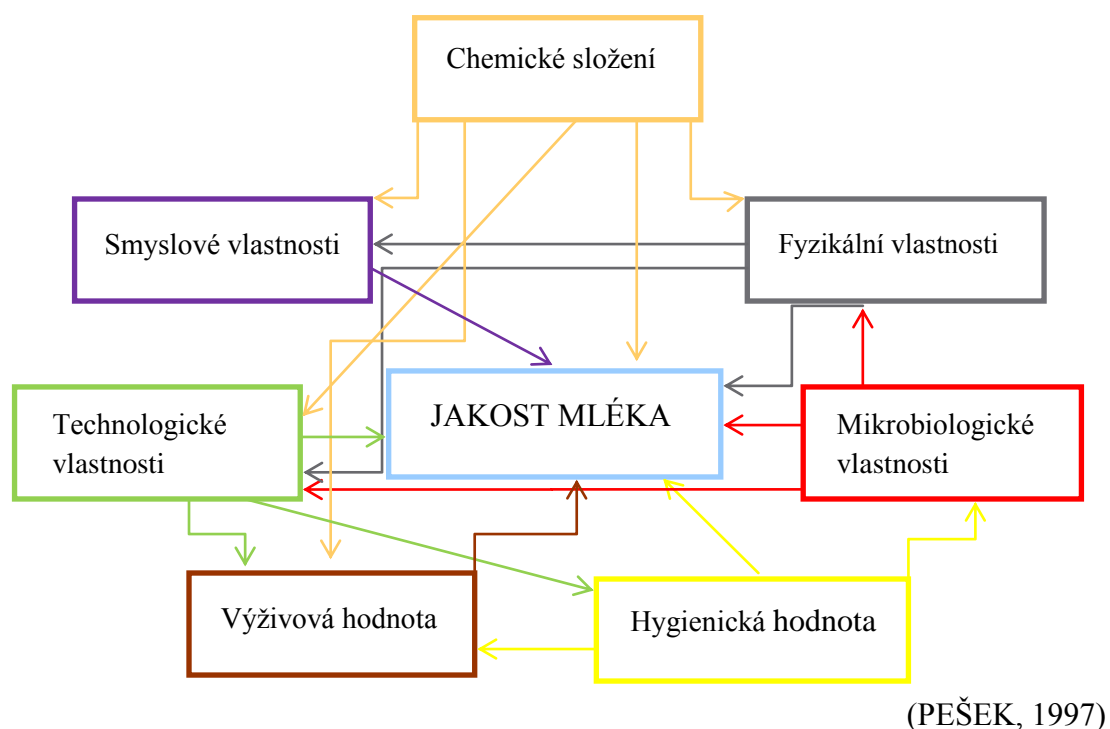 Chemické složení
Smyslové vlastnosti
Fyzikální vlastnosti
Technologické
vlastnosti
JAKOST MLÉKA
Mikrobiologické
vlastnosti
Výživová hodnota
Hygienická hodnota
(PEŠEK, 1997)